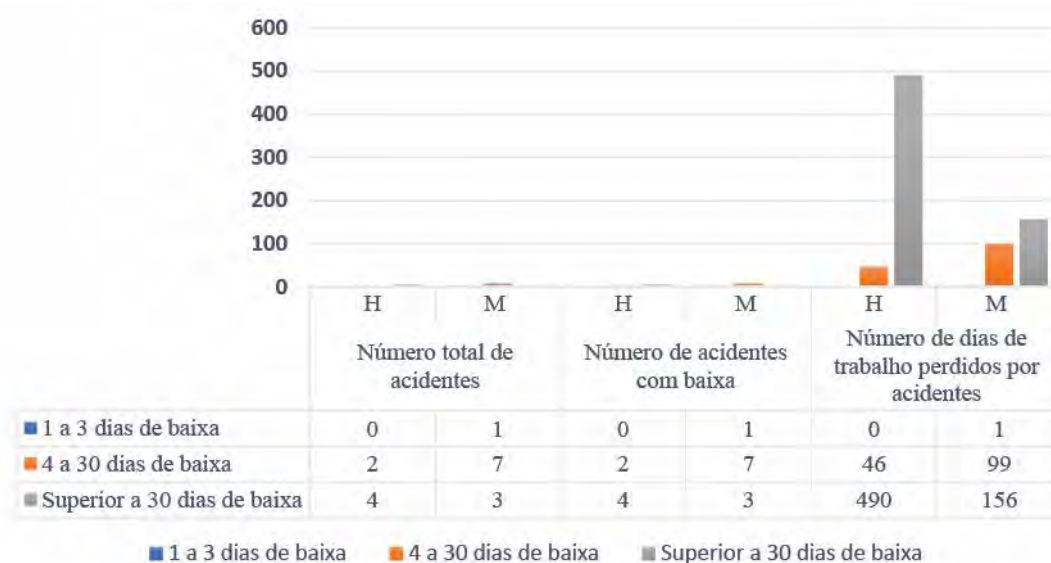 600
500
400
300
200
100
0
H M H M H M
Número total de acidentes
Número de acidentes com baixa
Número de dias de trabalho perdidos por acidentes
1 a 3 dias de baixa 0 1 0 1 0 1
4 a 30 dias de baixa 2 7 2 7 46 99
Superior a 30 dias de baixa 4 3 4 3 490 156
1 a 3 dias de baixa 4 a 30 dias de baixa Superior a 30 dias de baixa